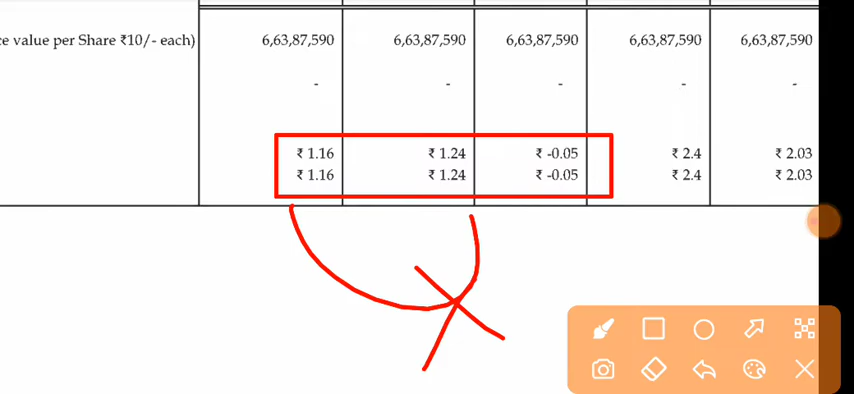 ce value per Share ₹10/- each) 6,63,87,590 6,63,87,590 6,63,87,590 6,63,87,590 6,63,87,590
- - - - -
₹ 1.16 ₹ 1.24 ₹ -0.05 ₹ 2.4 ₹ 2.03
₹ 1.16 ₹ 1.24 ₹ -0.05 ₹ 2.4 ₹ 2.03